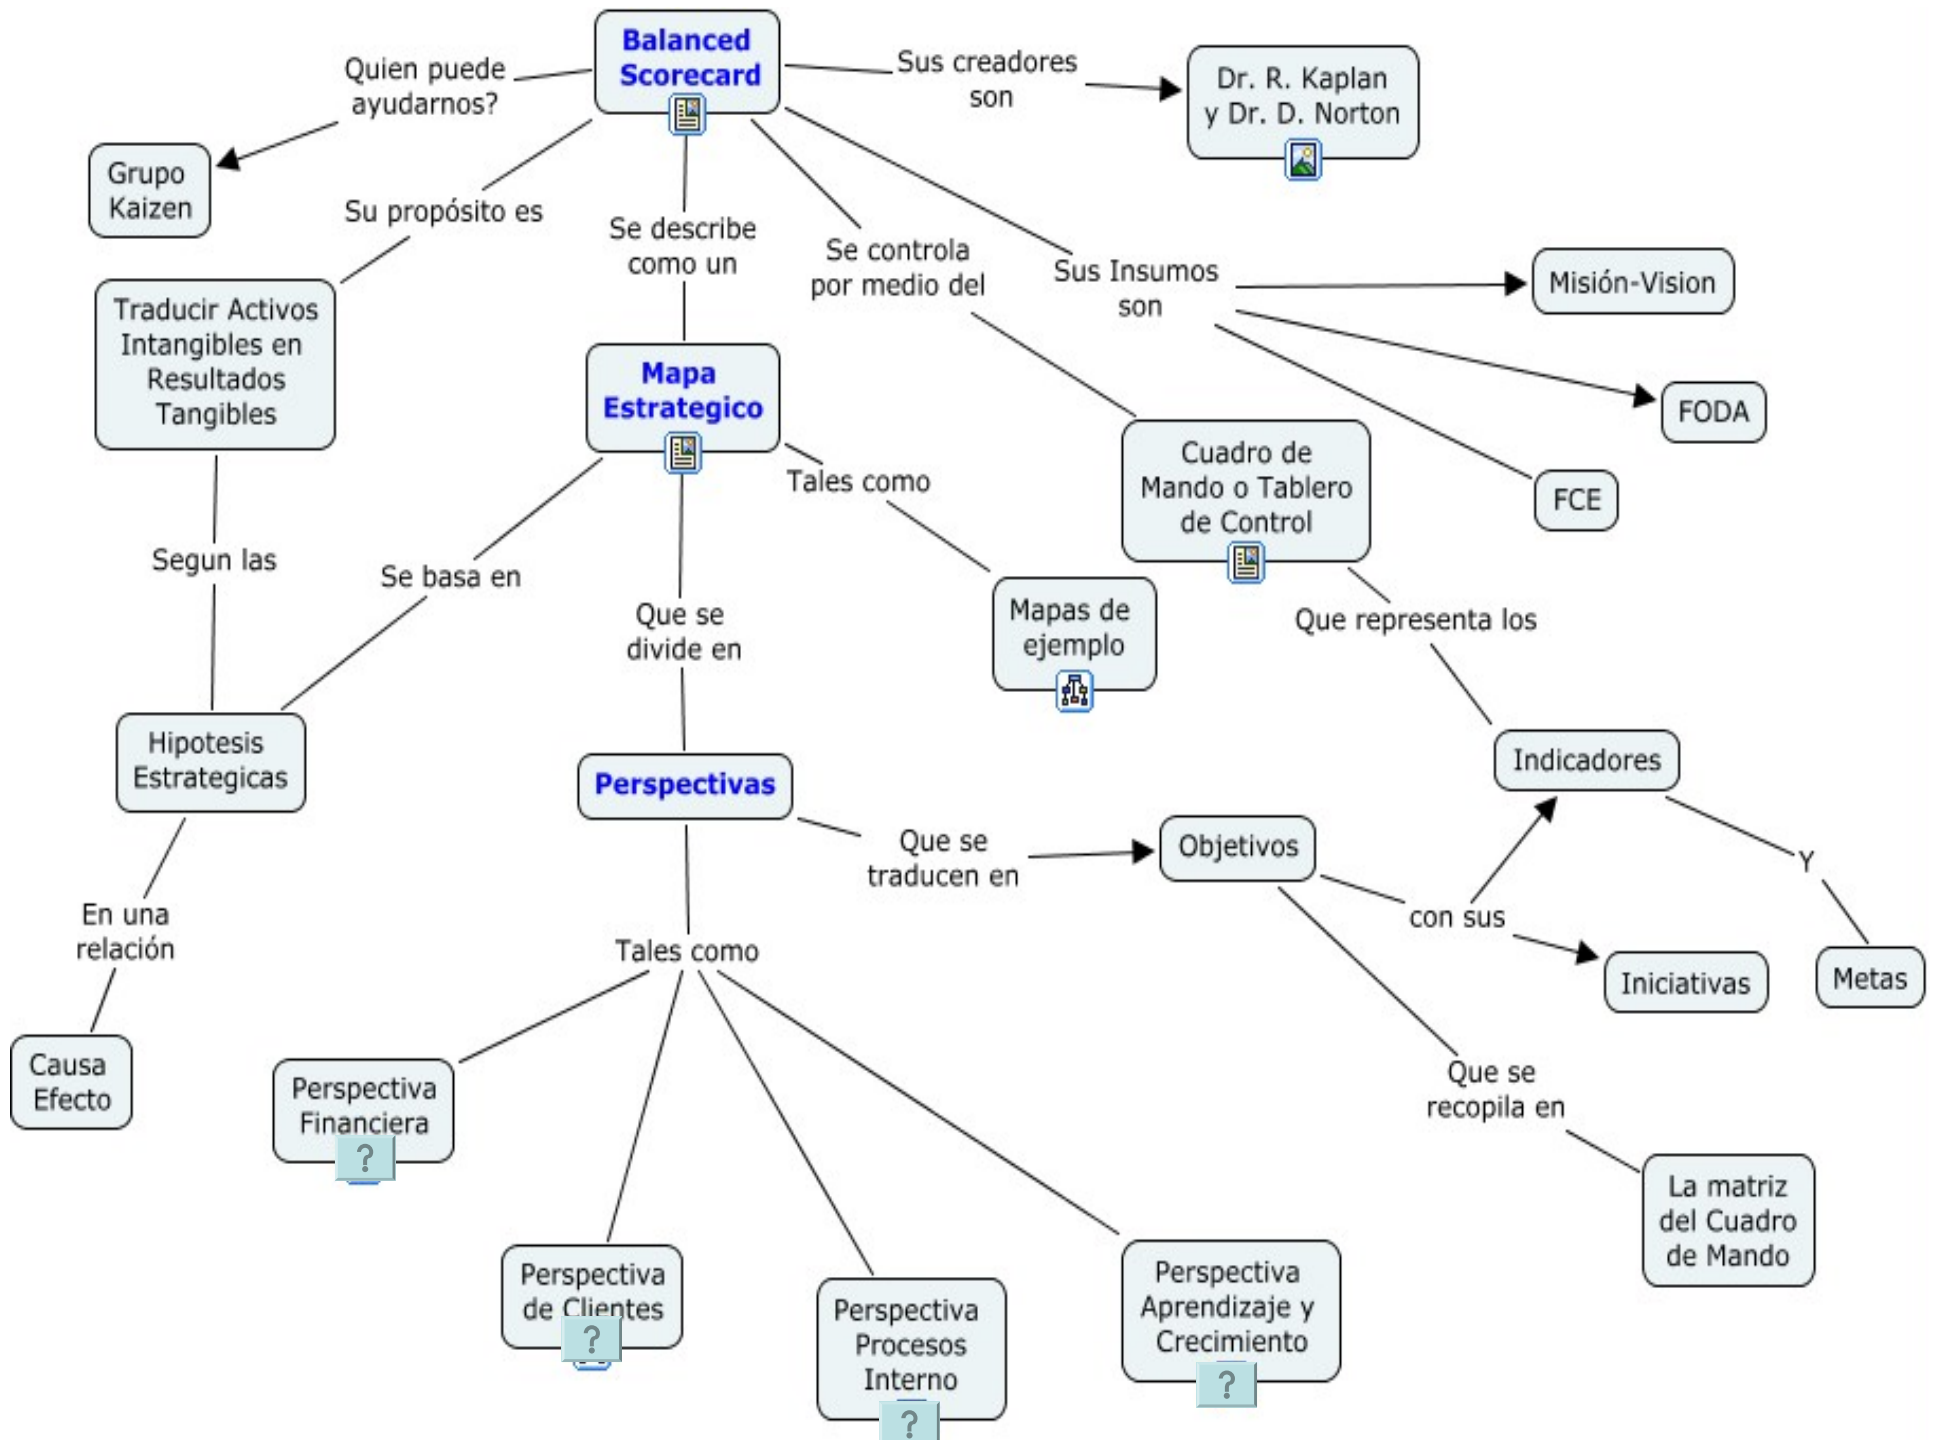 Balanced
Scorecard
Quien puede
ayudarnos?
Sus creadores
son
Dr. R. Kaplan
y Dr. D. Norton
Grupo
Kaizen
Su propósito es
Se describe
como un
Se controla
por medio del
Sus Insumos
son
Misión-Vision
Traducir Activos
Intangibles en
Resultados
Tangibles
Mapa
Estrategico
FODA
Tales como
Cuadro de
Mando o Tablero
de Control
FCE
Segun las
Se basa en
Que se
divide en
Mapas de
ejemplo
Que representa los
Hipotesis
Estrategicas
Perspectivas
Indicadores
Que se
traducen en
Objetivos
Y
En una
relación
Tales como
con sus
Iniciativas
Metas
Causa
Efecto
Perspectiva
Financiera
?
Que se
recopila en
La matriz
del Cuadro
de Mando
Perspectiva
de Clientes
?
Perspectiva
Procesos
Interno
?
Perspectiva
Aprendizaje y
Crecimiento
?